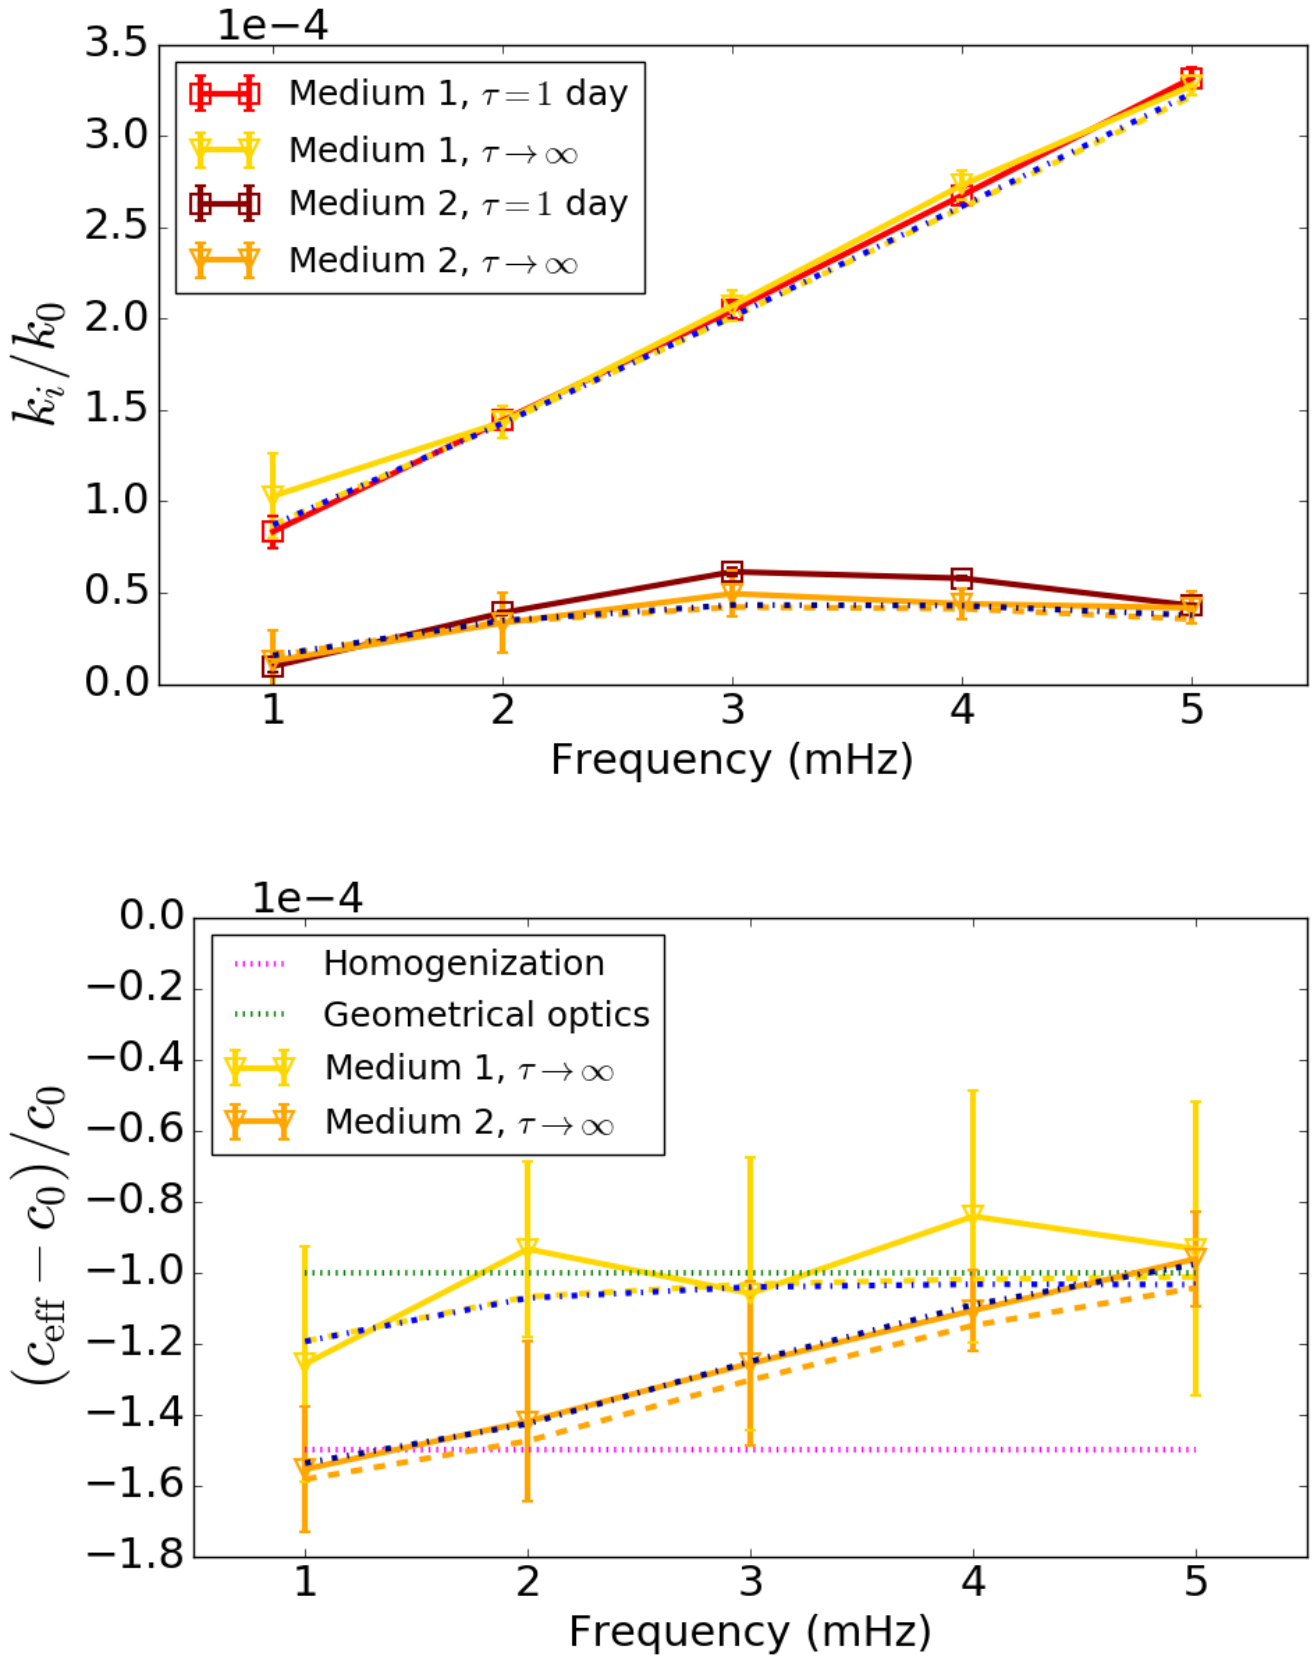 1e−4
3.5
3.0
2.5
2.0
1.5
1.0
0.5
0.0
k_i/k_0
Medium 1, τ = 1 day
Medium 1, τ → ∞
Medium 2, τ = 1 day
Medium 2, τ → ∞
1 2 3 4 5
Frequency (mHz)
1e−4
0.0
−0.2
−0.4
−0.6
−0.8
−1.0
−1.2
−1.4
−1.6
−1.8
(c_eff − c_0)/c_0
Homogenization
Geometrical optics
Medium 1, τ → ∞
Medium 2, τ → ∞
1 2 3 4 5
Frequency (mHz)